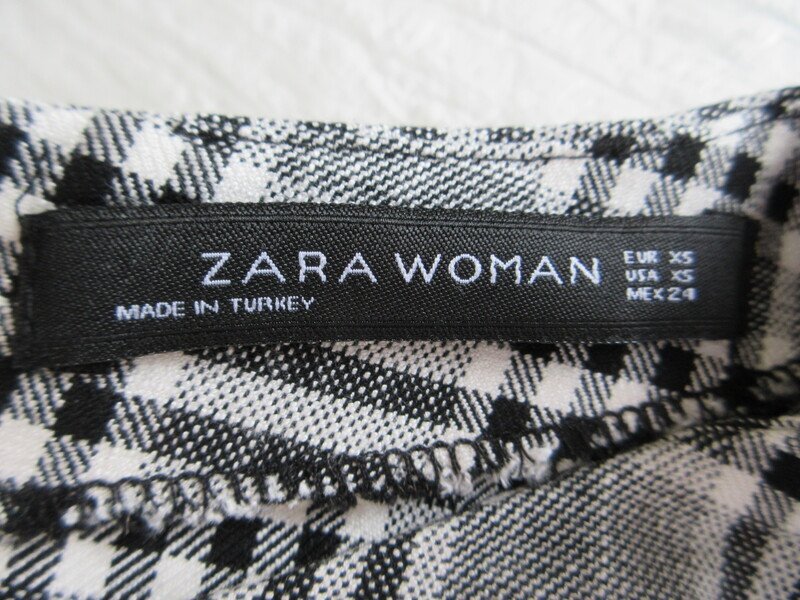 ZARA WOMAN
EUR XS
USA XS
MEX 24
MADE IN TURKEY